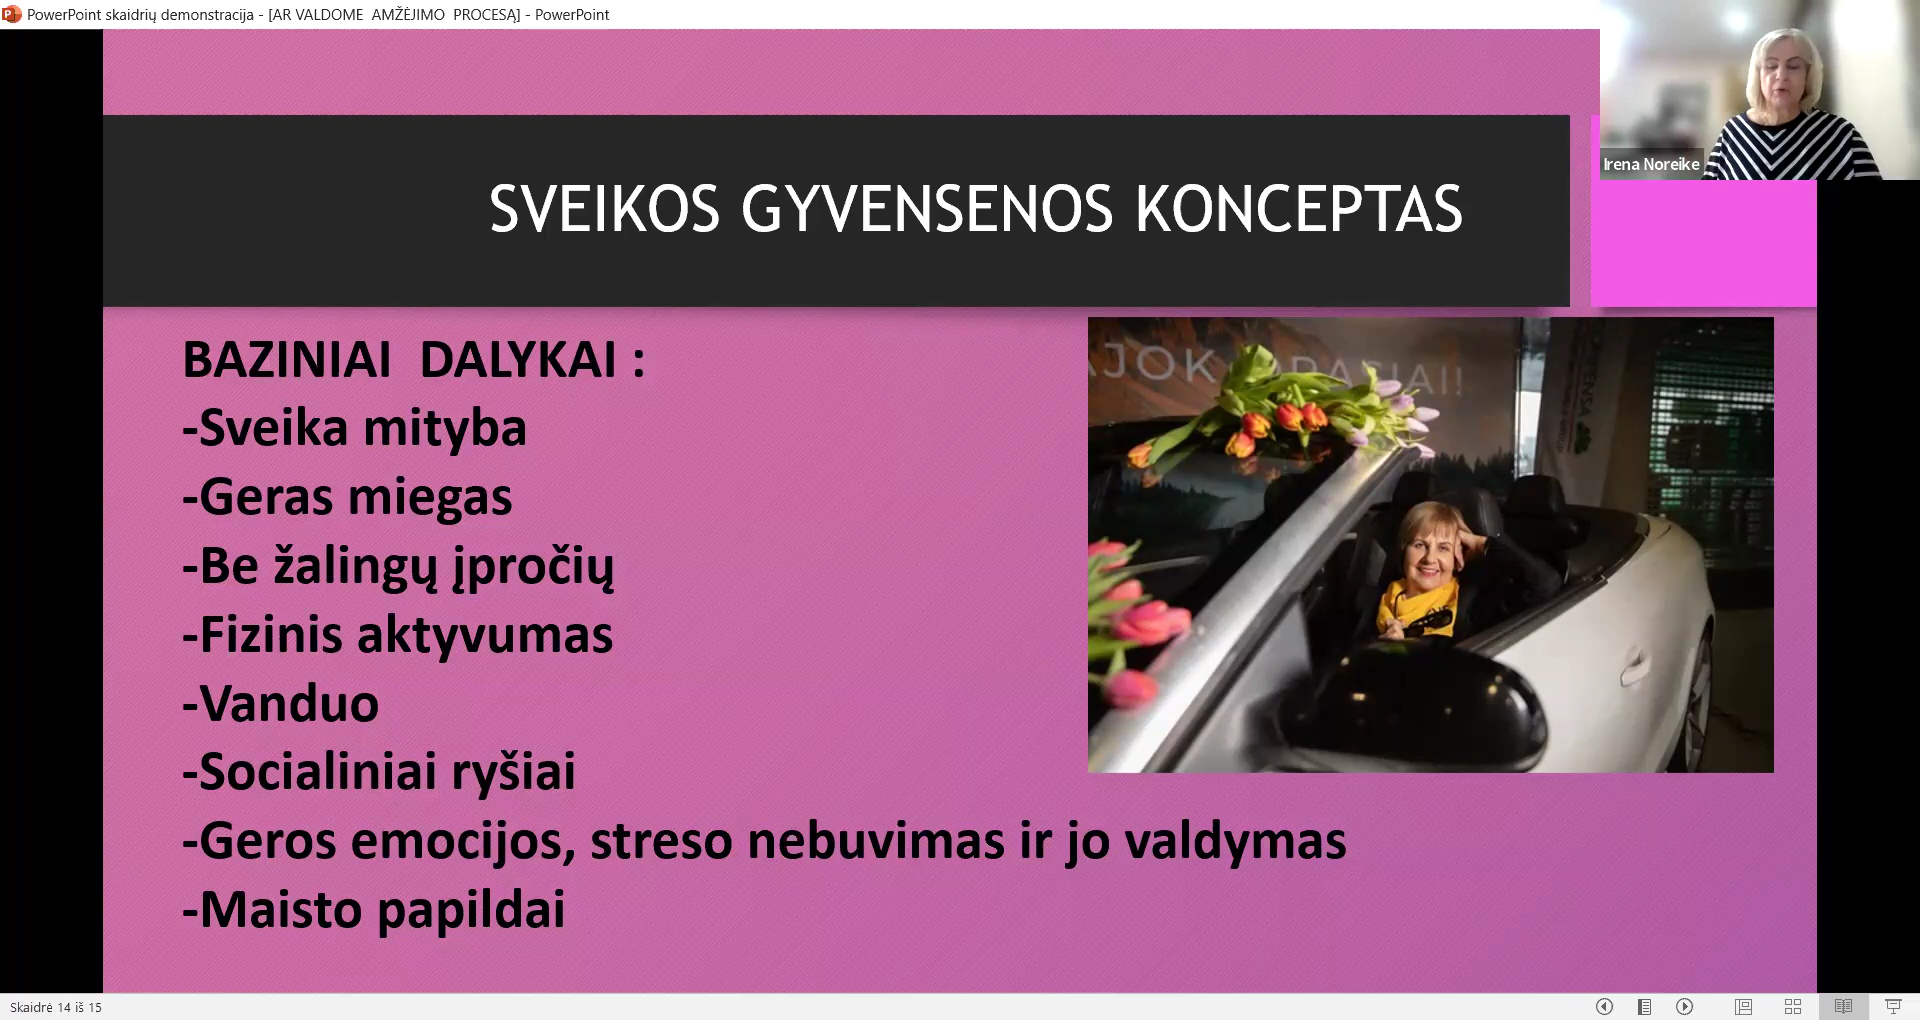 PowerPoint skaidrių demonstracija - [AR VALDOME  AMŽĖJIMO  PROCESĄ] - PowerPoint
Irena Noreike
SVEIKOS GYVENSENOS KONCEPTAS
BAZINIAI  DALYKAI :
-Sveika mityba
-Geras miegas
-Be žalingų įpročių
-Fizinis aktyvumas
-Vanduo
-Socialiniai ryšiai
-Geros emocijos, streso nebuvimas ir jo valdymas
-Maisto papildai
Skaidrė 14 iš 15